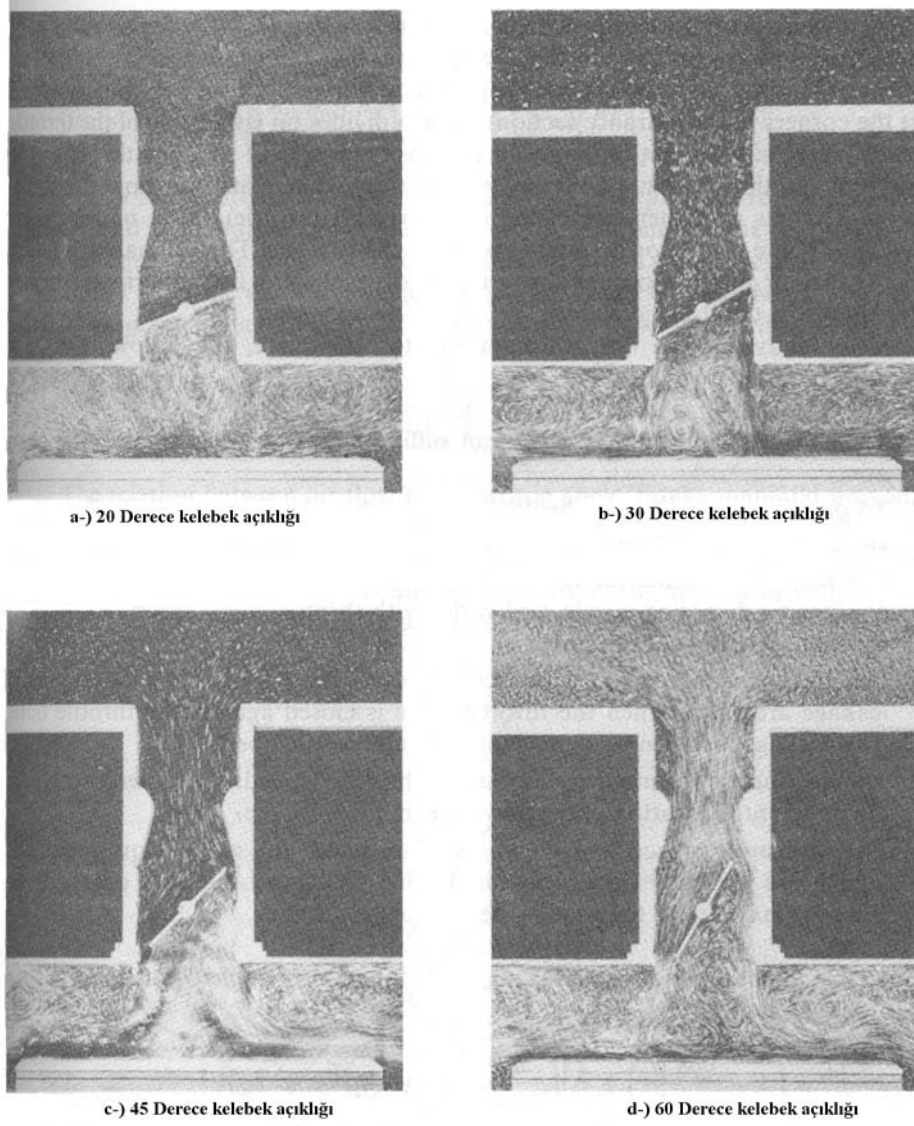 a-) 20 Derece kelebek açıklığı
b-) 30 Derece kelebek açıklığı
c-) 45 Derece kelebek açıklığı
d-) 60 Derece kelebek açıklığı